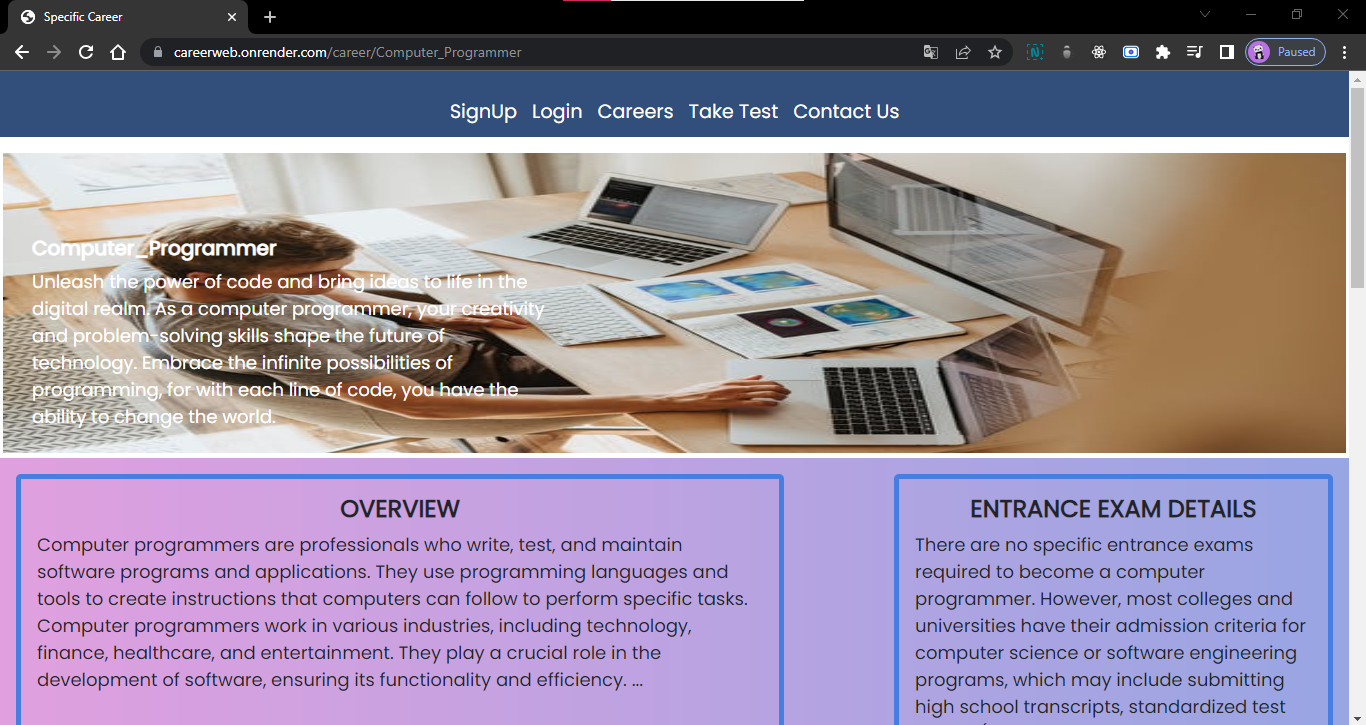 Specific Career
careerweb.onrender.com/career/Computer_Programmer
Paused
SignUp Login Careers Take Test Contact Us
Computer_Programmer
Unleash the power of code and bring ideas to life in the
digital realm. As a computer programmer, your creativity
and problem-solving skills shape the future of
technology. Embrace the infinite possibilities of
programming, for with each line of code, you have the
ability to change the world.
OVERVIEW
Computer programmers are professionals who write, test, and maintain
software programs and applications. They use programming languages and
tools to create instructions that computers can follow to perform specific tasks.
Computer programmers work in various industries, including technology,
finance, healthcare, and entertainment. They play a crucial role in the
development of software, ensuring its functionality and efficiency. ...
ENTRANCE EXAM DETAILS
There are no specific entrance exams
required to become a computer
programmer. However, most colleges and
universities have their admission criteria for
computer science or software engineering
programs, which may include submitting
high school transcripts, standardized test